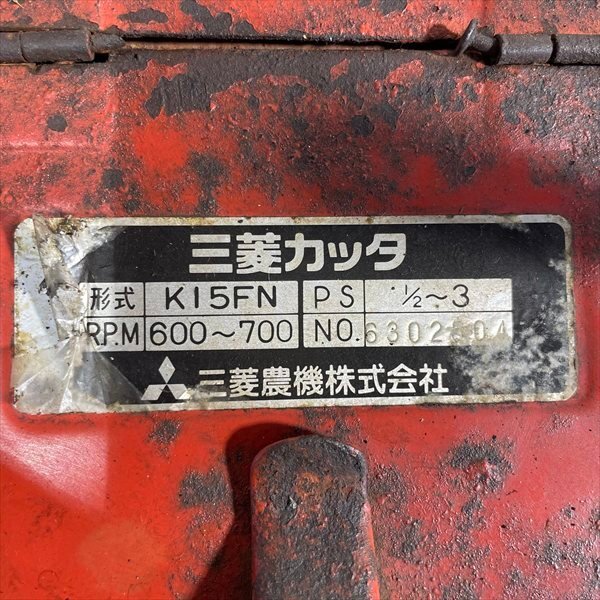 三菱カッタ
形式 K15FN PS ½～3
RP.M 600～700 NO.
三菱農機株式会社